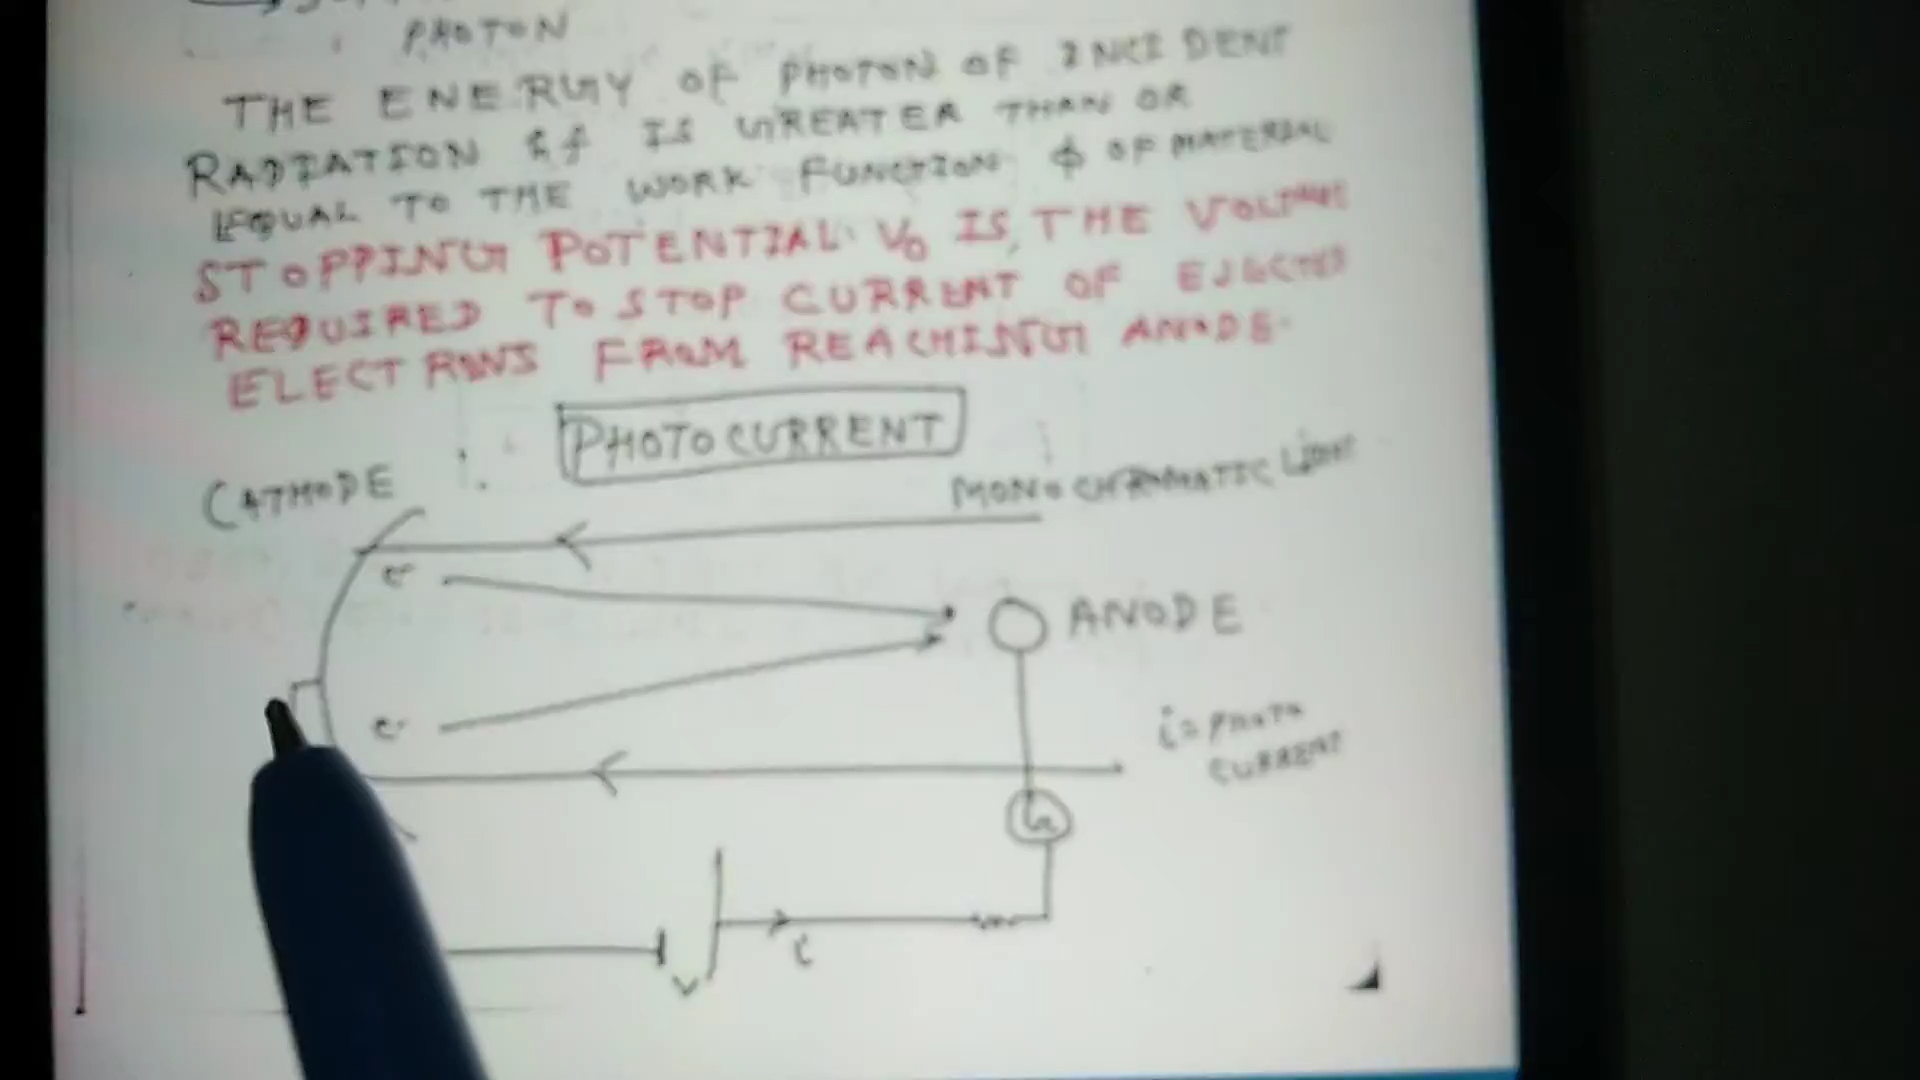 PHOTON
THE ENERGY OF PHOTON OF INCIDENT
RADIATION hf IS GREATER THAN OR
EQUAL TO THE WORK FUNCTION ϕ OF MATERIAL
STOPPING POTENTIAL V₀ IS THE VOLTAGE
REQUIRED TO STOP CURRENT OF EJECTED
ELECTRONS FROM REACHING ANODE.
PHOTOCURRENT
CATHODE
MONOCHROMATIC LIGHT
e-
ANODE
e-
i = PHOTO
CURRENT
G
i
V